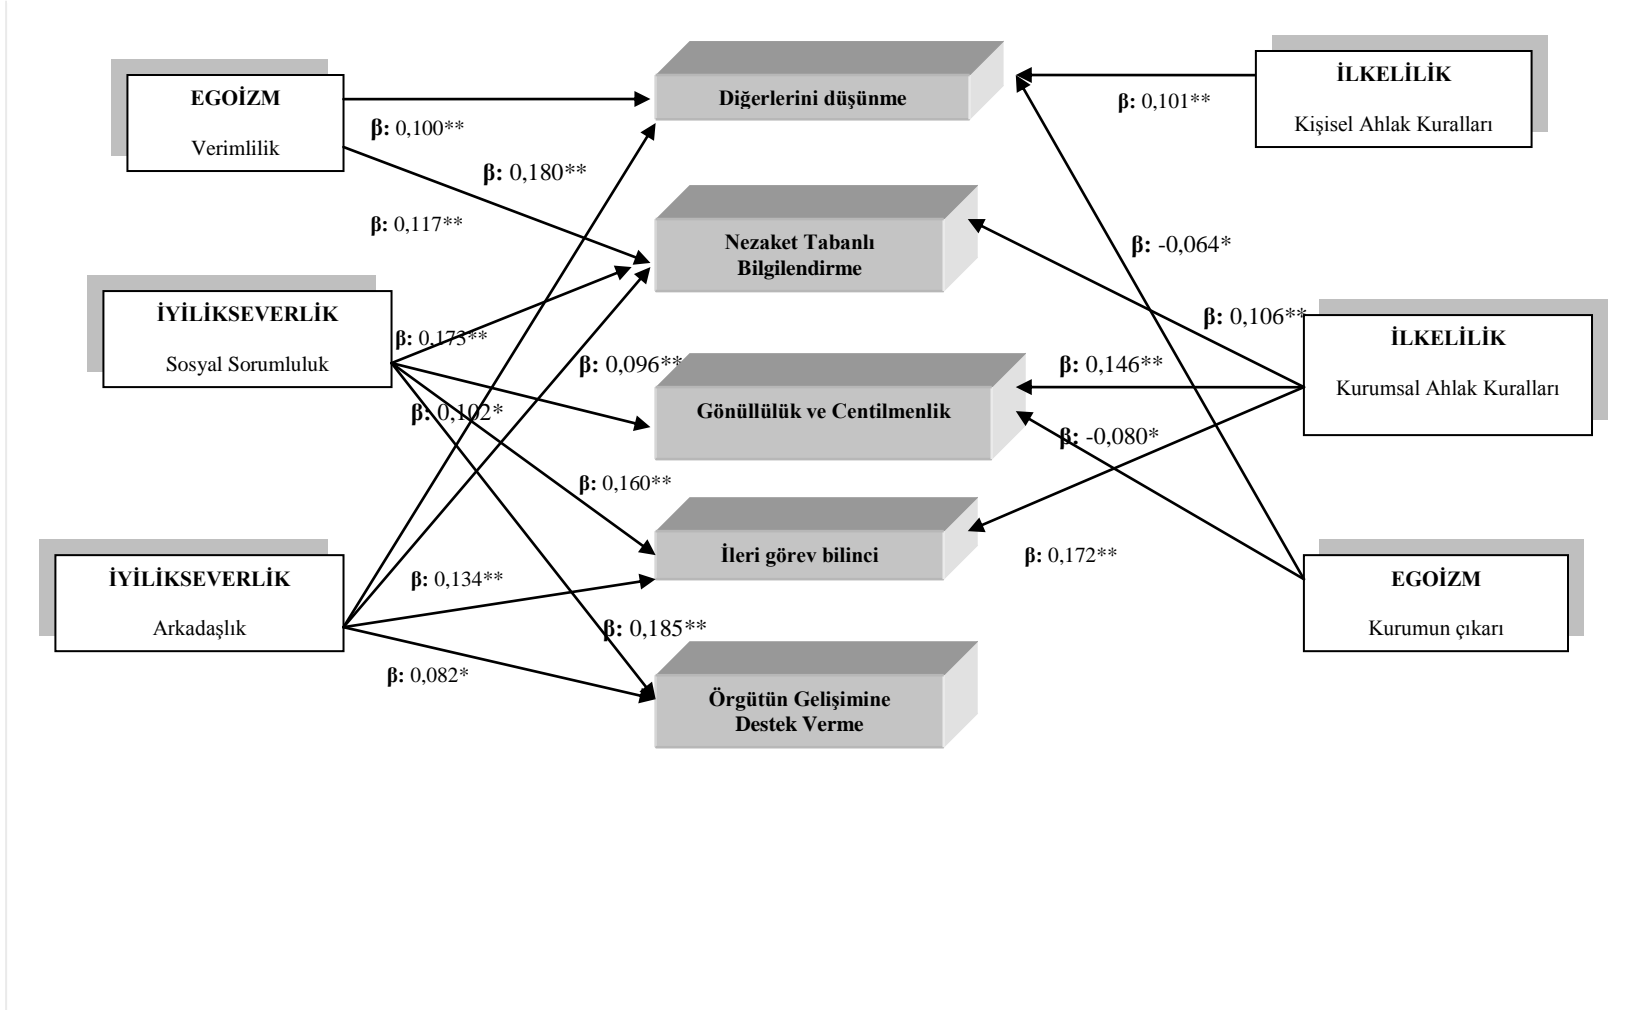 EGOİZM
Verimlilik
β: 0,100**
β: 0,180**
β: 0,117**
İYİLİKSEVERLİK
Sosyal Sorumluluk
β: 0,173**
β: 0,096**
β: 0,102*
β: 0,160**
İYİLİKSEVERLİK
Arkadaşlık
β: 0,134**
β: 0,185**
β: 0,082*
Diğerlerini düşünme
Nezaket Tabanlı
Bilgilendirme
Gönüllülük ve Centilmenlik
İleri görev bilinci
Örgütün Gelişimine
Destek Verme
İLKELİLİK
Kişisel Ahlak Kuralları
β: 0,101**
β: -0,064*
β: 0,106**
İLKELİLİK
Kurumsal Ahlak Kuralları
β: 0,146**
β: -0,080*
β: 0,172**
EGOİZM
Kurumun çıkarı